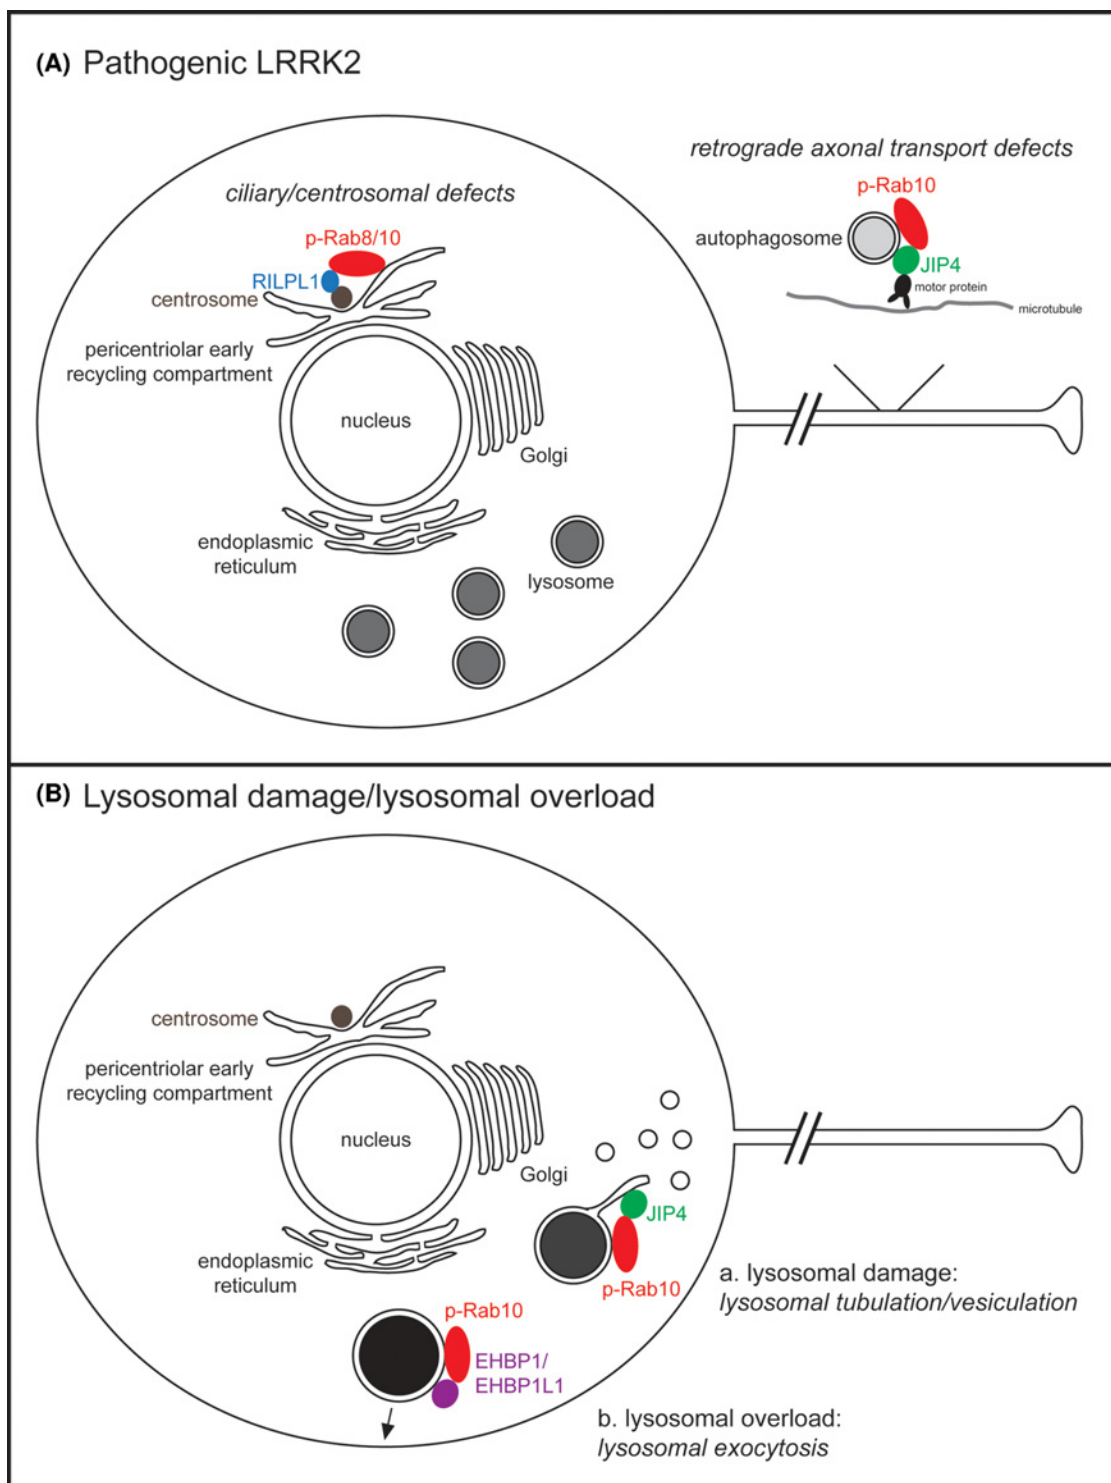 (A) Pathogenic LRRK2
retrograde axonal transport defects
ciliary/centrosomal defects
p-Rab10
p-Rab8/10
autophagosome
JIP4
RILPL1
motor protein
centrosome
microtubule
pericentriolar early
recycling compartment
nucleus
Golgi
endoplasmic
reticulum
lysosome
(B) Lysosomal damage/lysosomal overload
centrosome
pericentriolar early
recycling compartment
nucleus
Golgi
JIP4
endoplasmic
reticulum
p-Rab10
a. lysosomal damage:
lysosomal tubulation/vesiculation
p-Rab10
EHBP1/
EHBP1L1
b. lysosomal overload:
lysosomal exocytosis